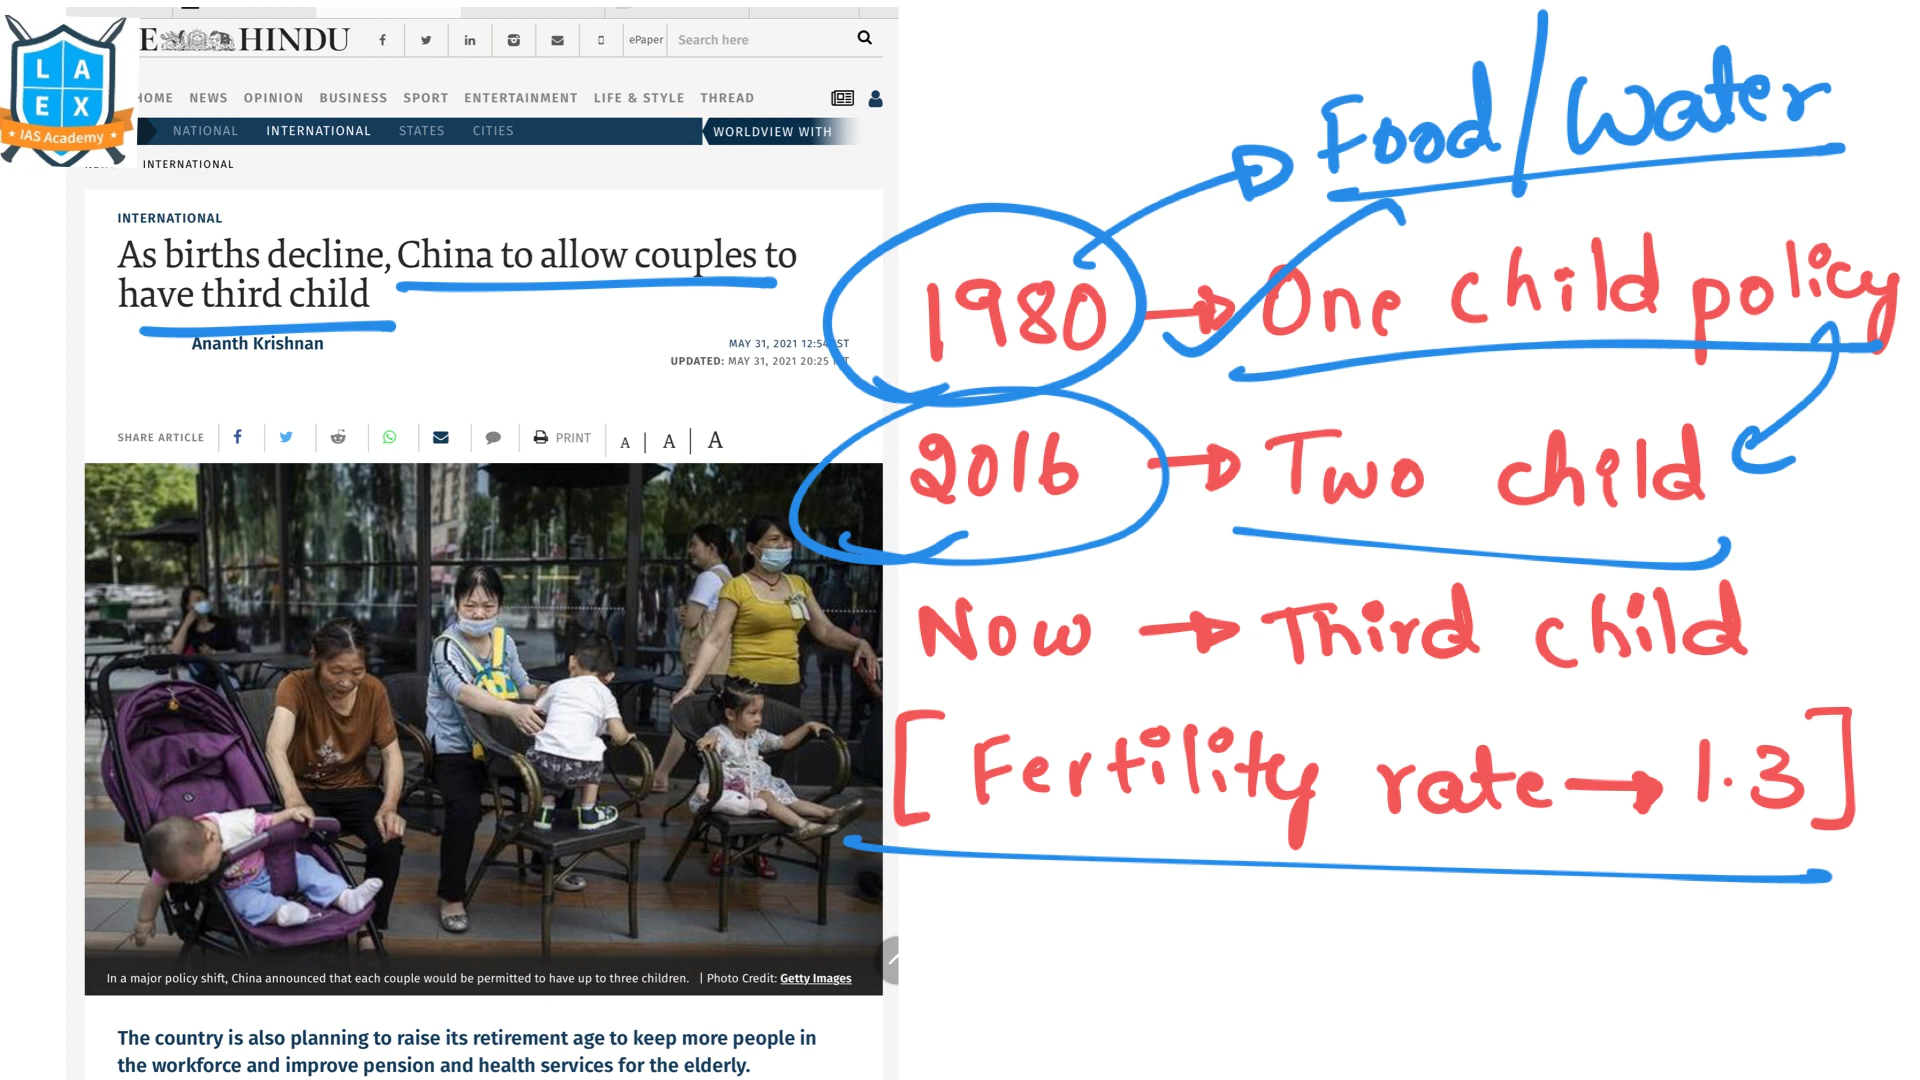 L A
E X
IAS Academy
E HINDU
ePaper
Search here
HOME NEWS OPINION BUSINESS SPORT ENTERTAINMENT LIFE & STYLE THREAD
NATIONAL INTERNATIONAL STATES CITIES
WORLDVIEW WITH
INTERNATIONAL
INTERNATIONAL
As births decline, China to allow couples to
have third child
Ananth Krishnan
MAY 31, 2021 12:54 IST
UPDATED: MAY 31, 2021 20:25 IST
SHARE ARTICLE
PRINT
A | A | A
In a major policy shift, China announced that each couple would be permitted to have up to three children. | Photo Credit: Getty Images
The country is also planning to raise its retirement age to keep more people in
the workforce and improve pension and health services for the elderly.
Food/Water
1980 → One child policy
2016 → Two child
Now → Third child
[Fertility rate → 1.3]